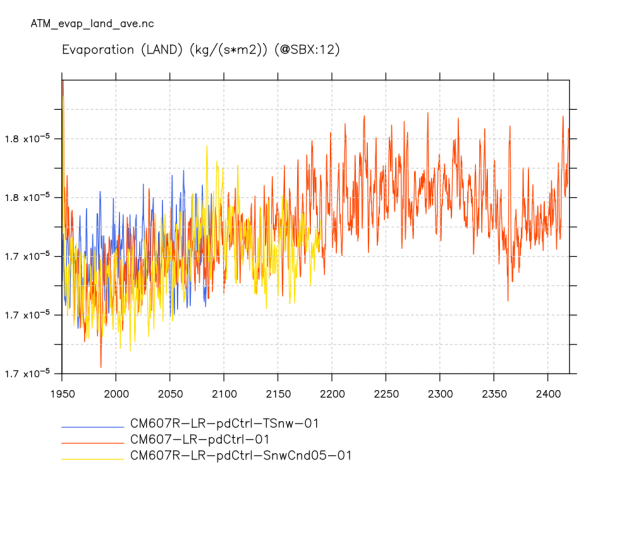 ATM_evap_land_ave.nc
Evaporation (LAND) (kg/(s*m2)) (@SBX:12)
1.8 x10⁻⁵
1.8 x10⁻⁵
1.7 x10⁻⁵
1.7 x10⁻⁵
1.7 x10⁻⁵
1950 2000 2050 2100 2150 2200 2250 2300 2350 2400
CM607R-LR-pdCtrl-TSnw-01
CM607-LR-pdCtrl-01
CM607R-LR-pdCtrl-SnwCnd05-01